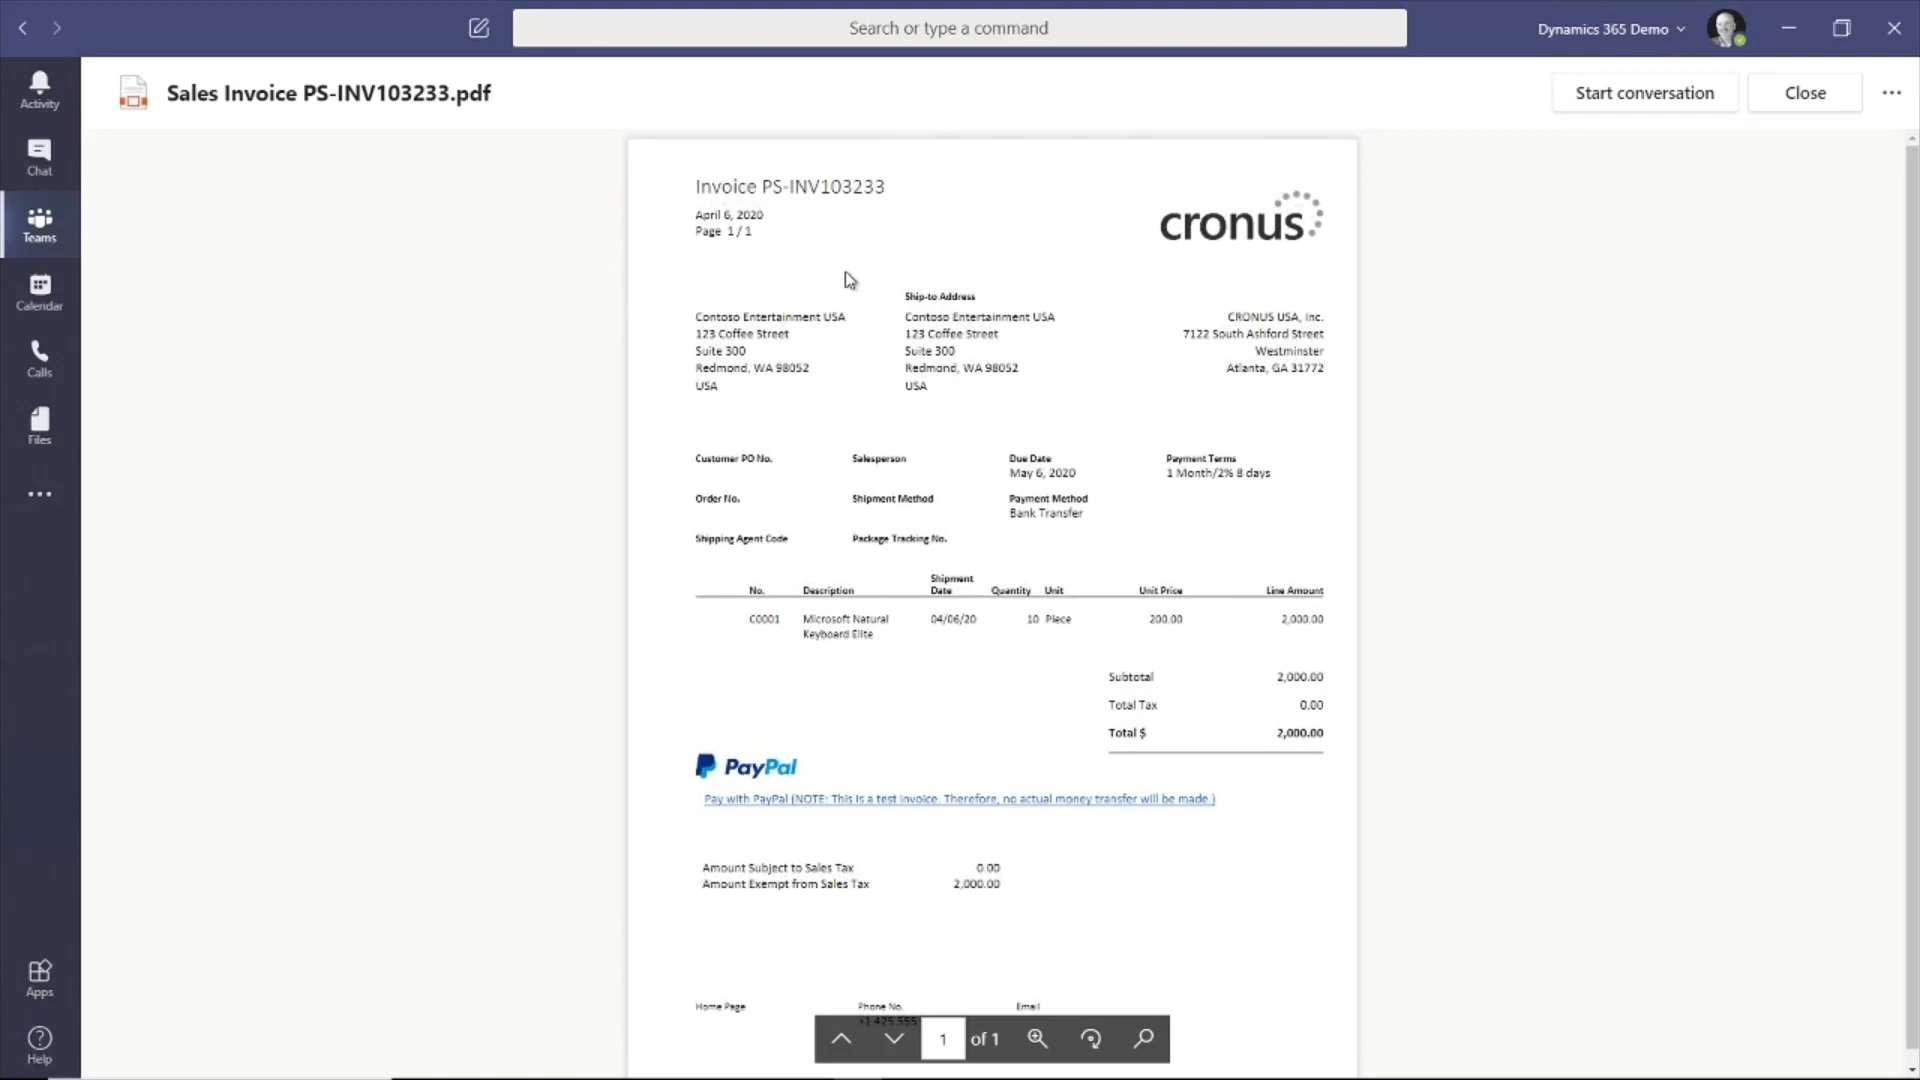 Search or type a command
Dynamics 365 Demo
Activity
Chat
Teams
Calendar
Calls
Files
Apps
Help
Sales Invoice PS-INV103233.pdf
Start conversation
Close
Invoice PS-INV103233
April 6, 2020
Page 1 / 1
cronus
Ship-to Address
Contoso Entertainment USA
123 Coffee Street
Suite 300
Redmond, WA 98052
USA
Contoso Entertainment USA
123 Coffee Street
Suite 300
Redmond, WA 98052
USA
CRONUS USA, Inc.
7122 South Ashford Street
Westminster
Atlanta, GA 31772
Customer PO No. Salesperson Due Date Payment Terms
May 6, 2020 1 Month/2% 8 days
Order No. Shipment Method Payment Method
Bank Transfer
Shipping Agent Code Package Tracking No.
No. Description Shipment Date Quantity Unit Unit Price Line Amount
C0001 Microsoft Natural 04/06/20 10 Piece 200.00 2,000.00
Keyboard Elite
Subtotal 2,000.00
Total Tax 0.00
Total $ 2,000.00
PayPal
Pay with PayPal (NOTE: This is a test invoice. Therefore, no actual money transfer will be made.)
Amount Subject to Sales Tax 0.00
Amount Exempt from Sales Tax 2,000.00
Home Page Phone No. Email
+1 425 555
1 of 1